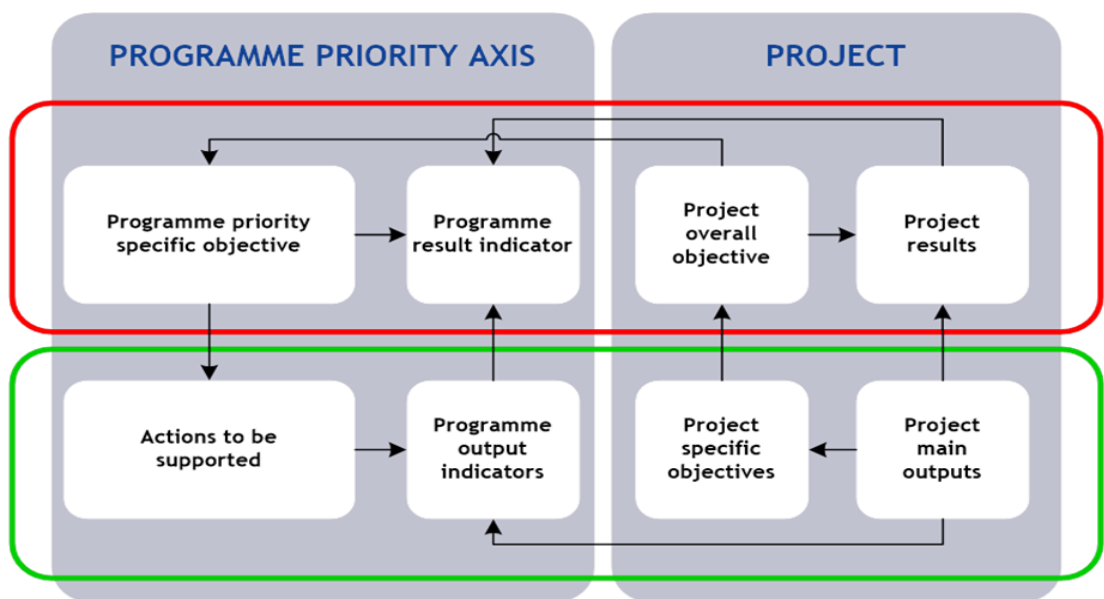 PROGRAMME PRIORITY AXIS
PROJECT
Programme priority
specific objective
Programme
result indicator
Project
overall
objective
Project
results
Actions to be
supported
Programme
output
indicators
Project
specific
objectives
Project
main
outputs